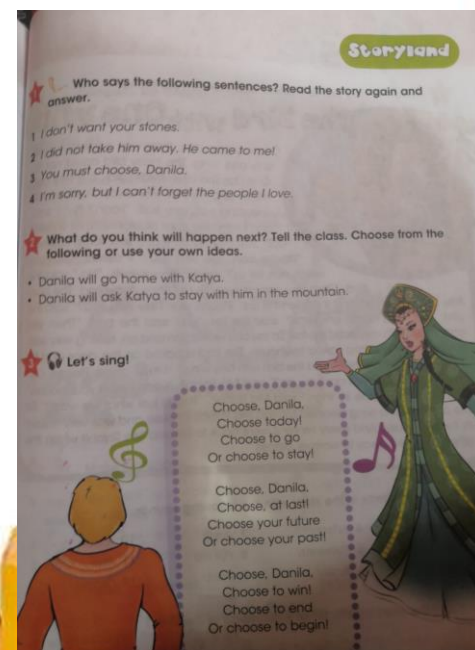 Storyland
1 Who says the following sentences? Read the story again and
answer.
1 I don't want your stones.
2 I did not take him away. He came to me!
3 You must choose, Danila.
4 I'm sorry, but I can't forget the people I love.
2 What do you think will happen next? Tell the class. Choose from the
following or use your own ideas.
• Danila will go home with Katya.
• Danila will ask Katya to stay with him in the mountain.
3 Let's sing!
Choose, Danila,
Choose today!
Choose to go
Or choose to stay!
Choose, Danila,
Choose, at last!
Choose your future
Or choose your past!
Choose, Danila,
Choose to win!
Choose to end
Or choose to begin!